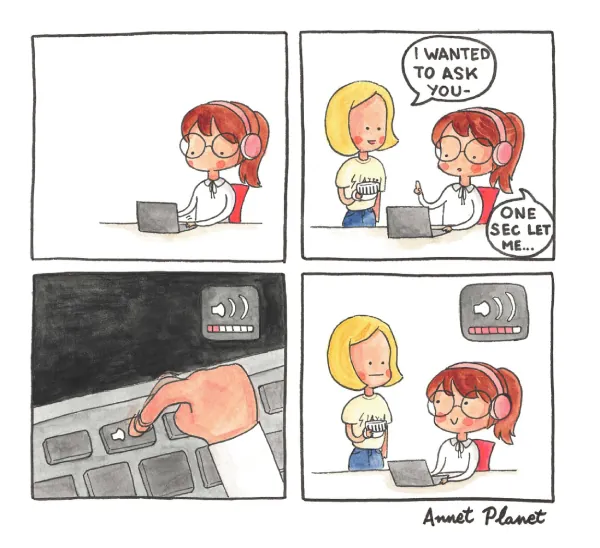 I WANTED
TO ASK
YOU-
ONE
SEC LET
ME...
Annet Planet